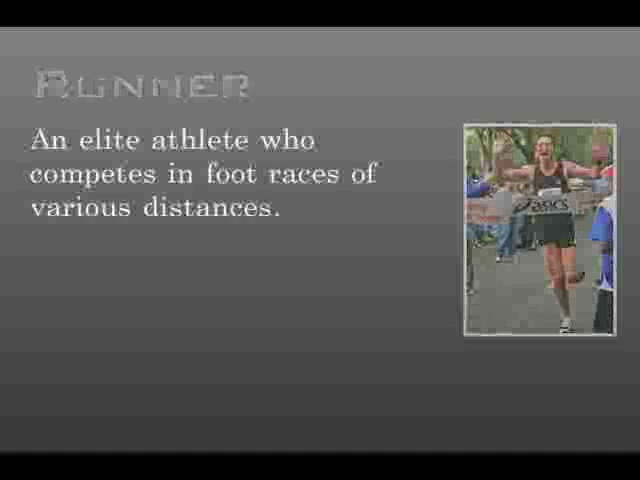 Runner
An elite athlete who
competes in foot races of
various distances.
asics